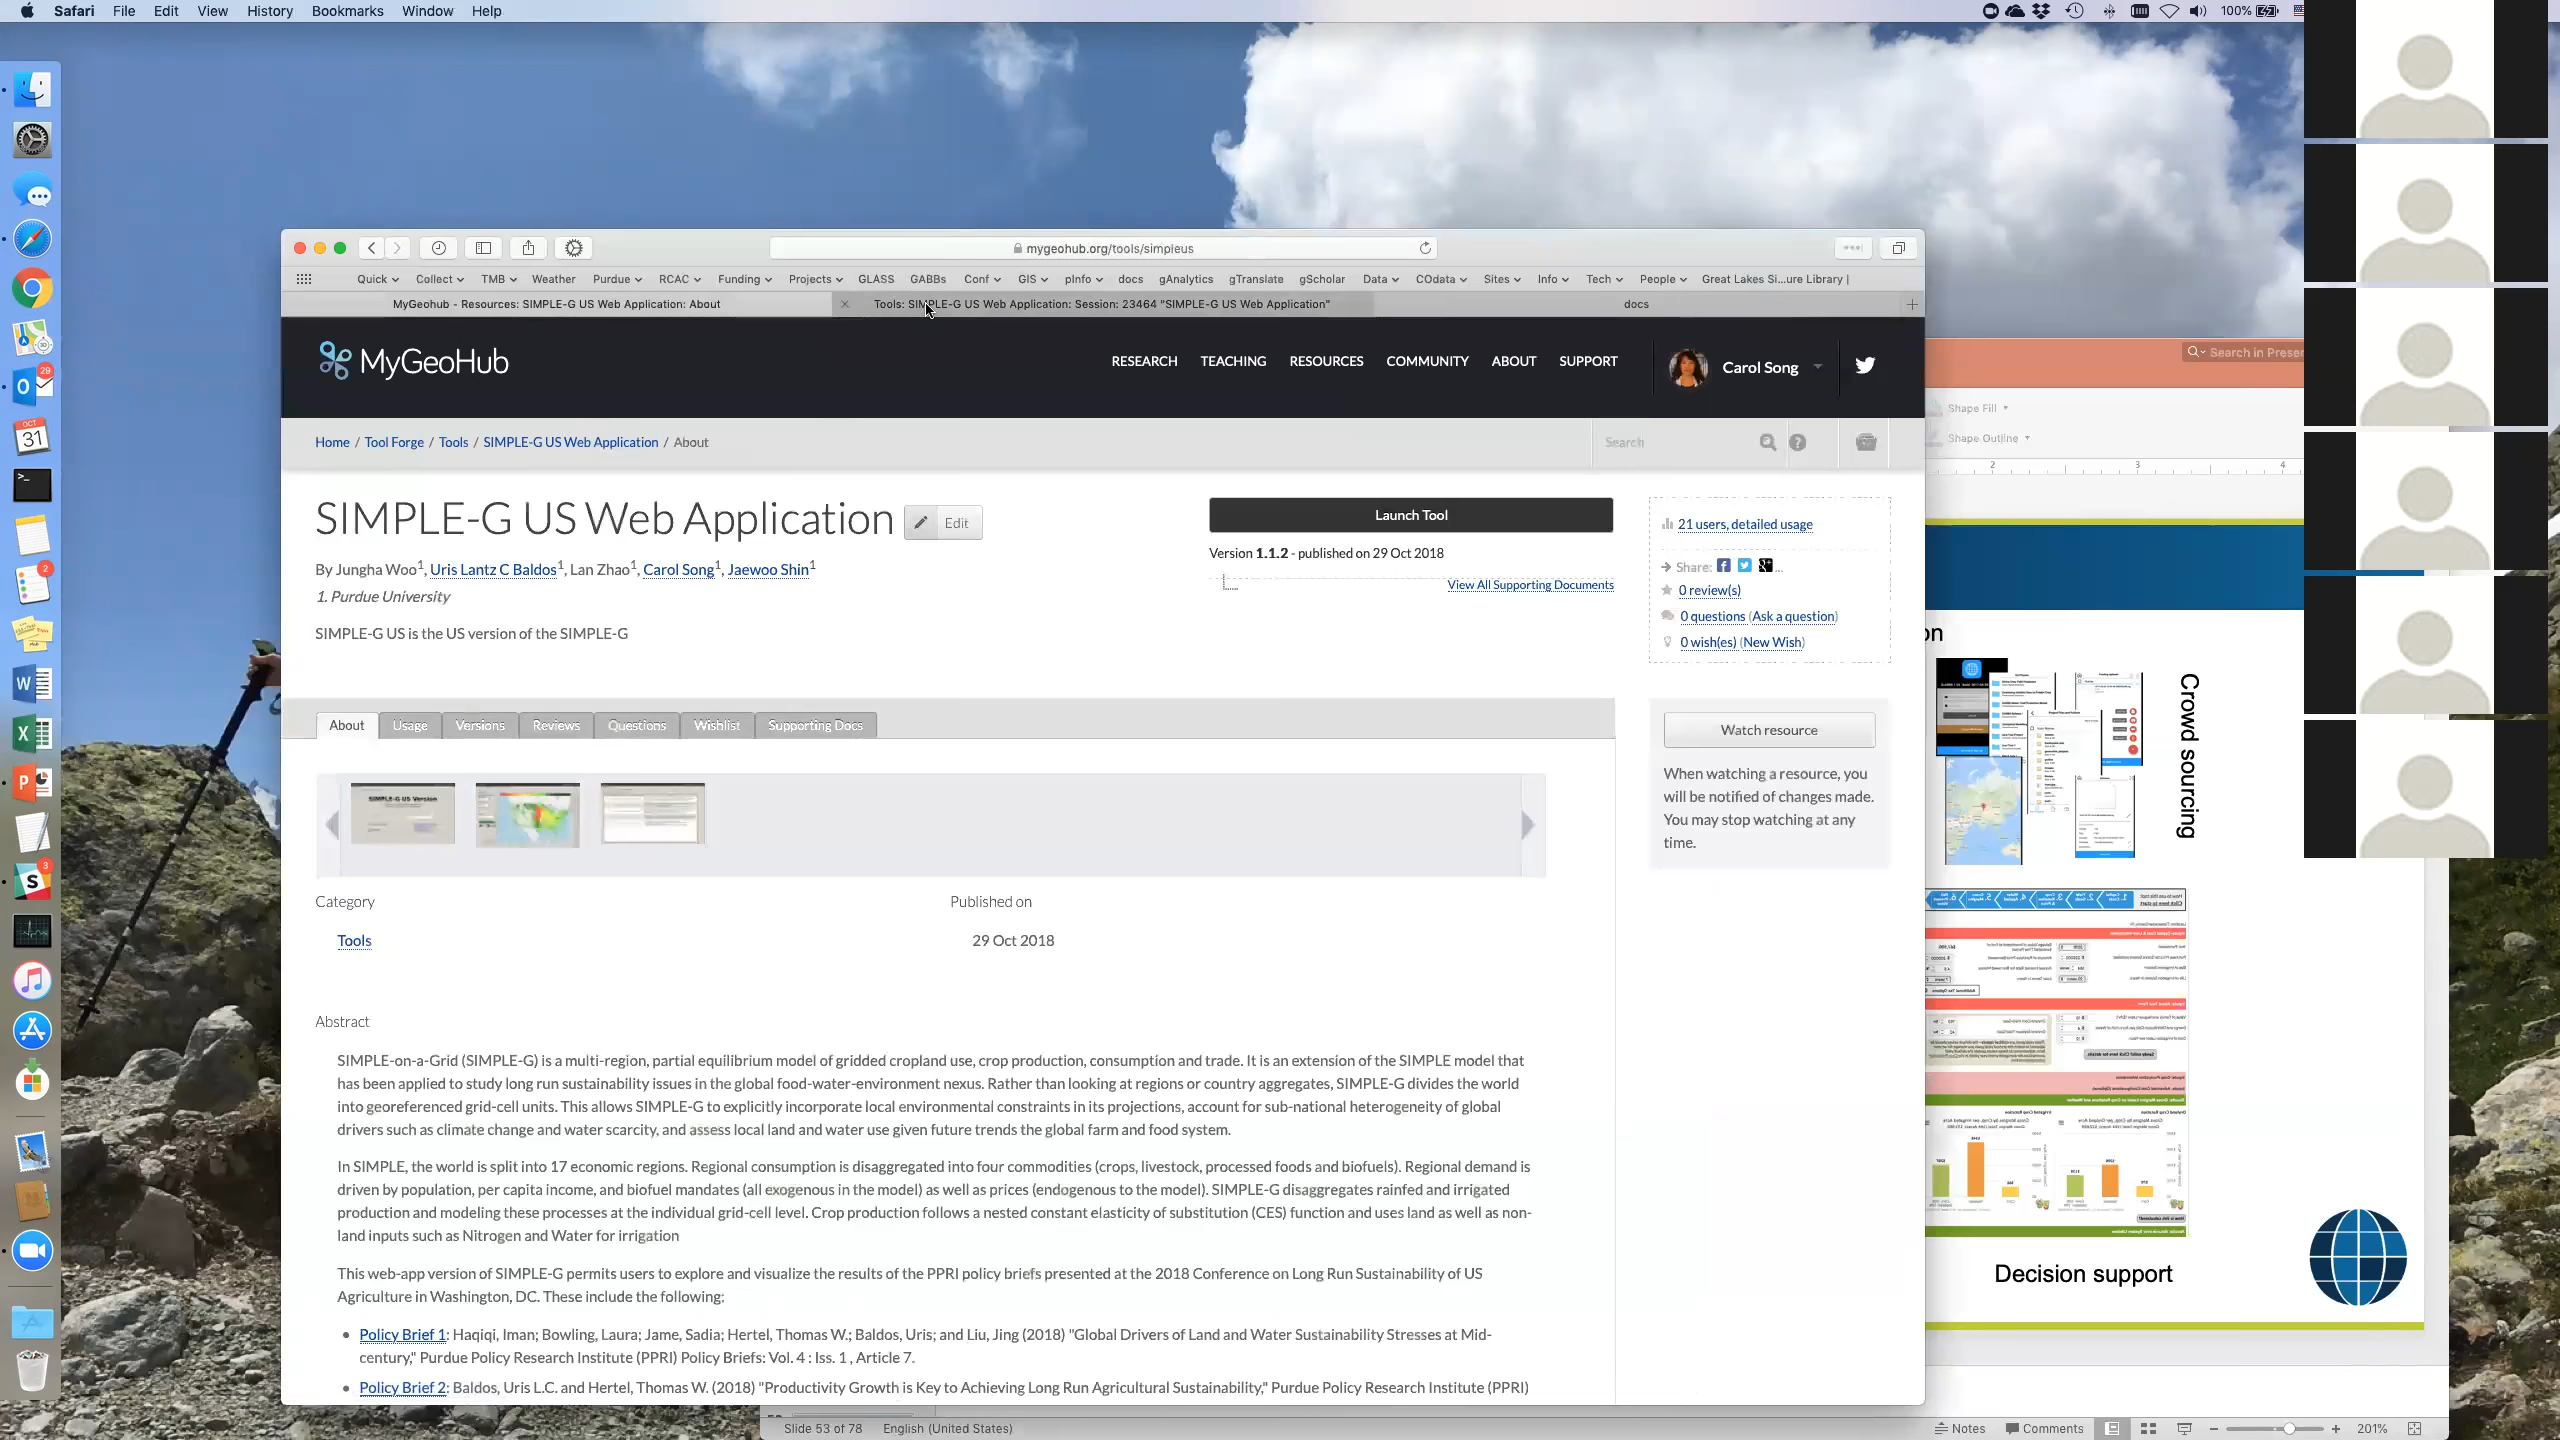 Safari File Edit View History Bookmarks Window Help
100%
mygeohub.org/tools/simpleus
Quick Collect TMB Weather Purdue RCAC Funding Projects GLASS GABBs Conf GIS pInfo docs gAnalytics gTranslate gScholar Data COdata Sites Info Tech People Great Lakes Si...ure Library |
MyGeohub - Resources: SIMPLE-G US Web Application: About
Tools: SIMPLE-G US Web Application: Session: 23464 "SIMPLE-G US Web Application"
docs
MyGeoHub
RESEARCH TEACHING RESOURCES COMMUNITY ABOUT SUPPORT
Carol Song
Home / Tool Forge / Tools / SIMPLE-G US Web Application / About
Search
SIMPLE-G US Web Application
Edit
By Jungha Woo1, Uris Lantz C Baldos1, Lan Zhao1, Carol Song1, Jaewoo Shin1
1. Purdue University
SIMPLE-G US is the US version of the SIMPLE-G
Launch Tool
Version 1.1.2 - published on 29 Oct 2018
View All Supporting Documents
21 users, detailed usage
Share: ...
0 review(s)
0 questions (Ask a question)
0 wish(es) (New Wish)
About Usage Versions Reviews Questions Wishlist Supporting Docs
Watch resource
When watching a resource, you
will be notified of changes made.
You may stop watching at any
time.
SIMPLE-G US Version
Category
Published on
Tools
29 Oct 2018
Abstract
SIMPLE-on-a-Grid (SIMPLE-G) is a multi-region, partial equilibrium model of gridded cropland use, crop production, consumption and trade. It is an extension of the SIMPLE model that
has been applied to study long run sustainability issues in the global food-water-environment nexus. Rather than looking at regions or country aggregates, SIMPLE-G divides the world
into georeferenced grid-cell units. This allows SIMPLE-G to explicitly incorporate local environmental constraints in its projections, account for sub-national heterogeneity of global
drivers such as climate change and water scarcity, and assess local land and water use given future trends the global farm and food system.
In SIMPLE, the world is split into 17 economic regions. Regional consumption is disaggregated into four commodities (crops, livestock, processed foods and biofuels). Regional demand is
driven by population, per capita income, and biofuel mandates (all exogenous in the model) as well as prices (endogenous to the model). SIMPLE-G disaggregates rainfed and irrigated
production and modeling these processes at the individual grid-cell level. Crop production follows a nested constant elasticity of substitution (CES) function and uses land as well as non-
land inputs such as Nitrogen and Water for irrigation
This web-app version of SIMPLE-G permits users to explore and visualize the results of the PPRI policy briefs presented at the 2018 Conference on Long Run Sustainability of US
Agriculture in Washington, DC. These include the following:
• Policy Brief 1: Haqiqi, Iman; Bowling, Laura; Jame, Sadia; Hertel, Thomas W.; Baldos, Uris; and Liu, Jing (2018) "Global Drivers of Land and Water Sustainability Stresses at Mid-
century," Purdue Policy Research Institute (PPRI) Policy Briefs: Vol. 4 : Iss. 1 , Article 7.
• Policy Brief 2: Baldos, Uris L.C. and Hertel, Thomas W. (2018) "Productivity Growth is Key to Achieving Long Run Agricultural Sustainability," Purdue Policy Research Institute (PPRI)
Search in Prese
Shape Fill
Shape Outline
2 3 4
on
Crowd sourcing
Decision support
Slide 53 of 78 English (United States)
Notes Comments 201%
29
OCT
31
2
3